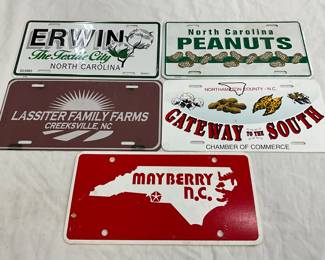 ERWIN
The Textile City
NORTH CAROLINA
North Carolina
PEANUTS
LASSITER FAMILY FARMS
CREEKSVILLE, NC
NORTHAMPTON COUNTY - N.C.
GATEWAY TO THE SOUTH
CHAMBER OF COMMERCE
MAYBERRY
N.C.